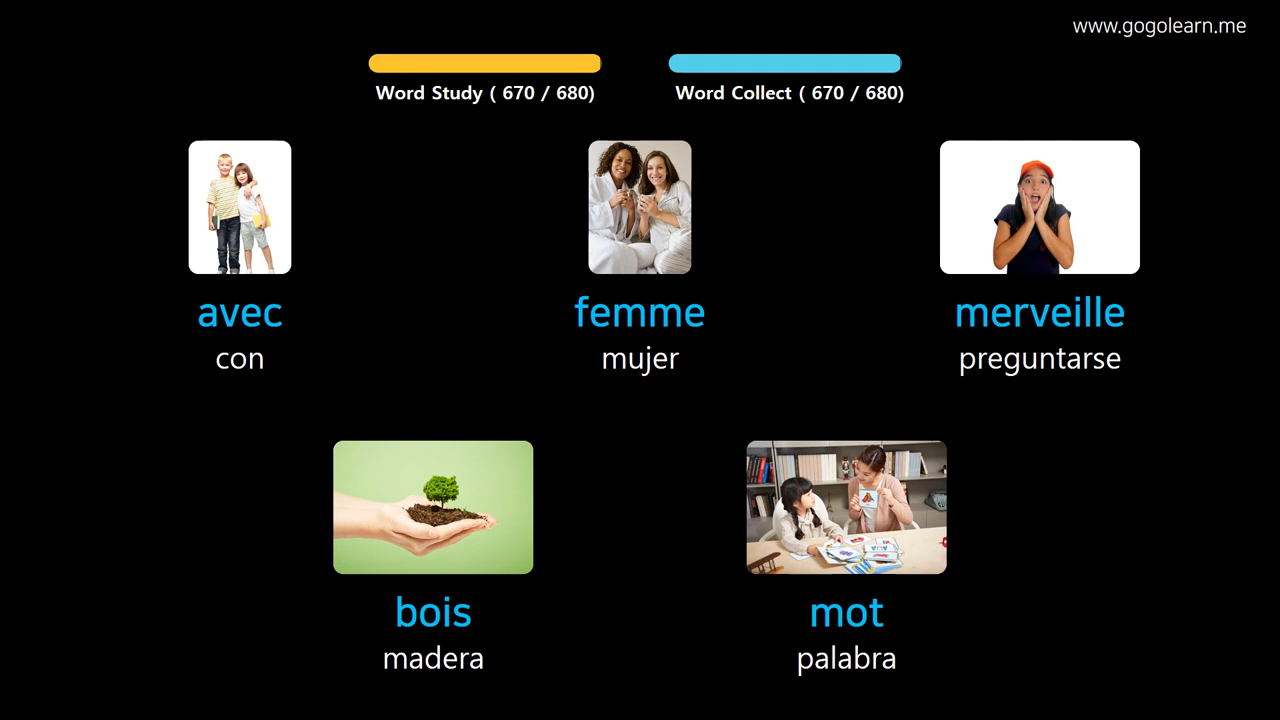 www.gogolearn.me
Word Study ( 670 / 680)
Word Collect ( 670 / 680)
avec
con
femme
mujer
merveille
preguntarse
bois
madera
mot
palabra